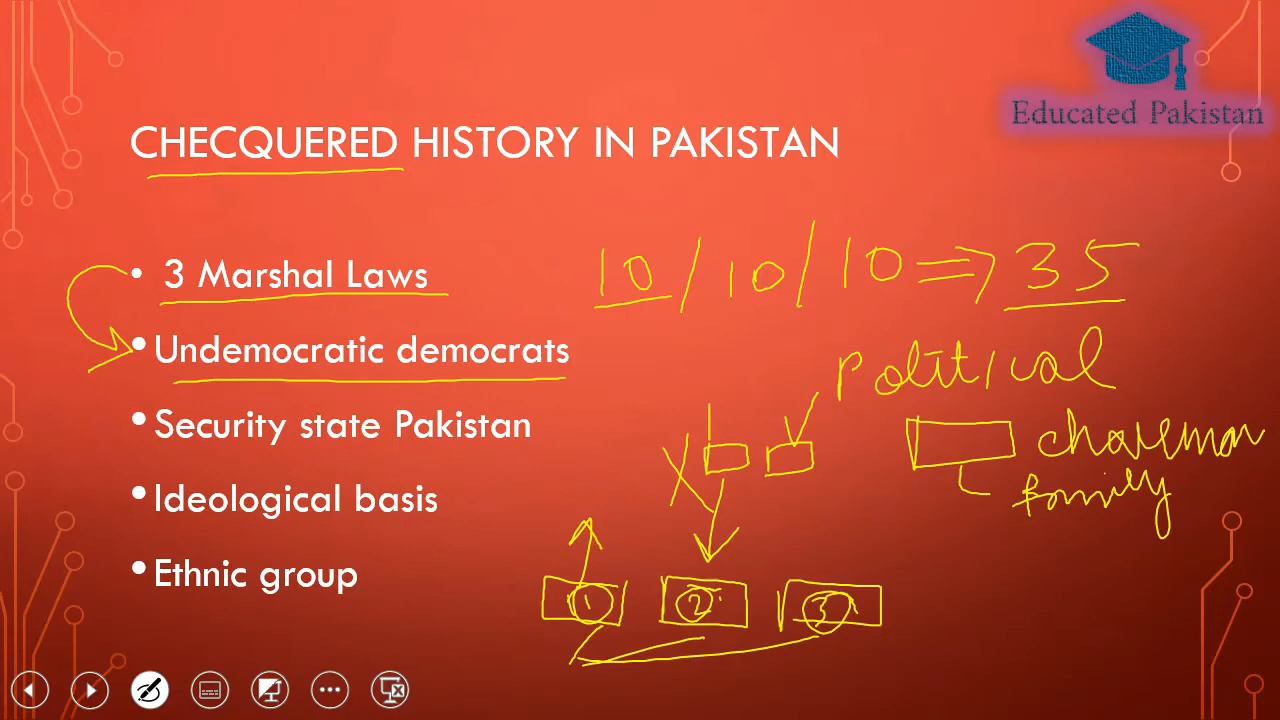 Educated Pakistan
CHECQUERED HISTORY IN PAKISTAN
• 3 Marshal Laws
10/10/10 => 35
• Undemocratic democrats
Political
• Security state Pakistan
family
• Ideological basis
• Ethnic group
1 2 3